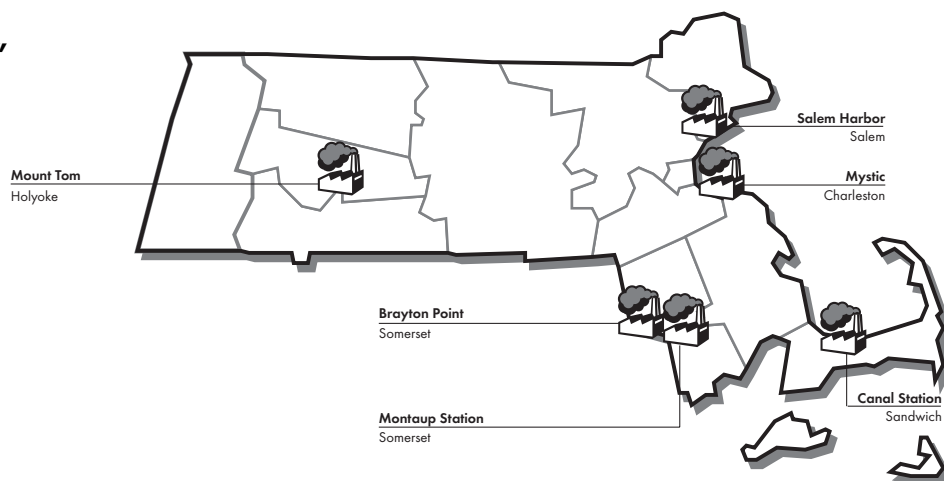 Salem Harbor
Salem
Mount Tom
Holyoke
Mystic
Charleston
Brayton Point
Somerset
Montaup Station
Somerset
Canal Station
Sandwich